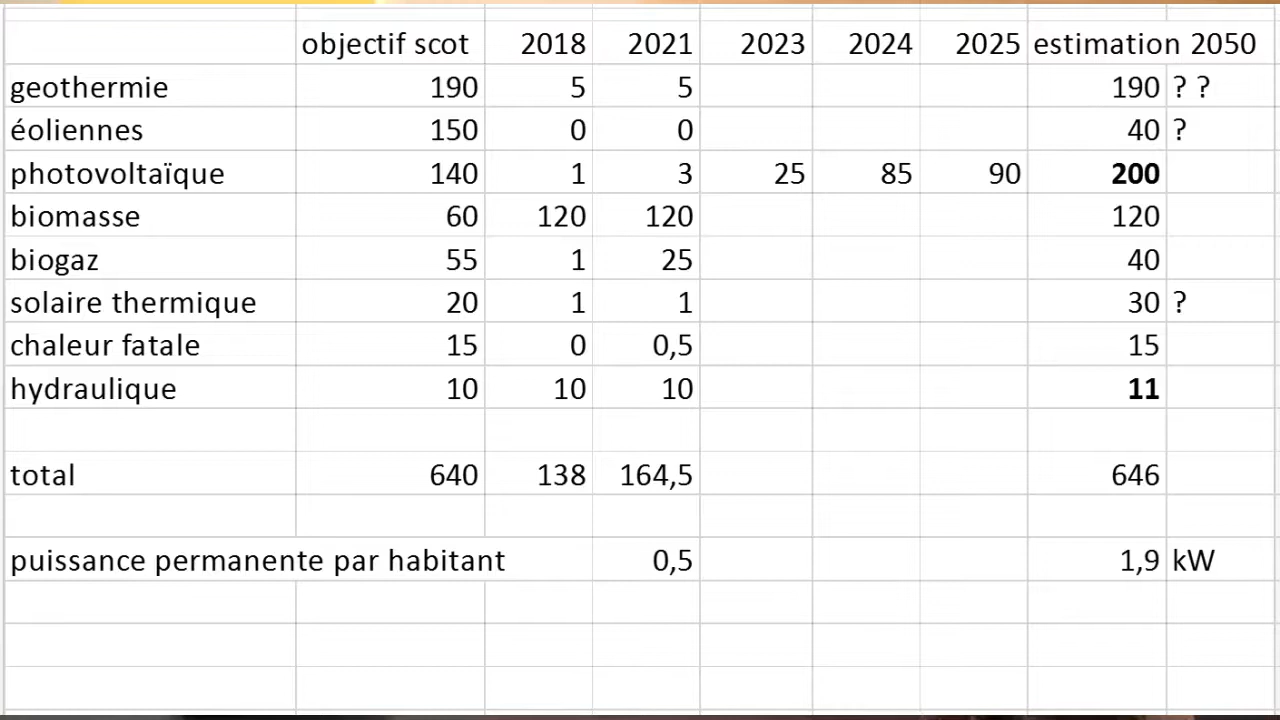 objectif scot 2018 2021 2023 2024 2025 estimation 2050
geothermie 190 5 5 190 ? ?
éoliennes 150 0 0 40 ?
photovoltaïque 140 1 3 25 85 90 200
biomasse 60 120 120 120
biogaz 55 1 25 40
solaire thermique 20 1 1 30 ?
chaleur fatale 15 0 0,5 15
hydraulique 10 10 10 11
total 640 138 164,5 646
puissance permanente par habitant 0,5 1,9 kW